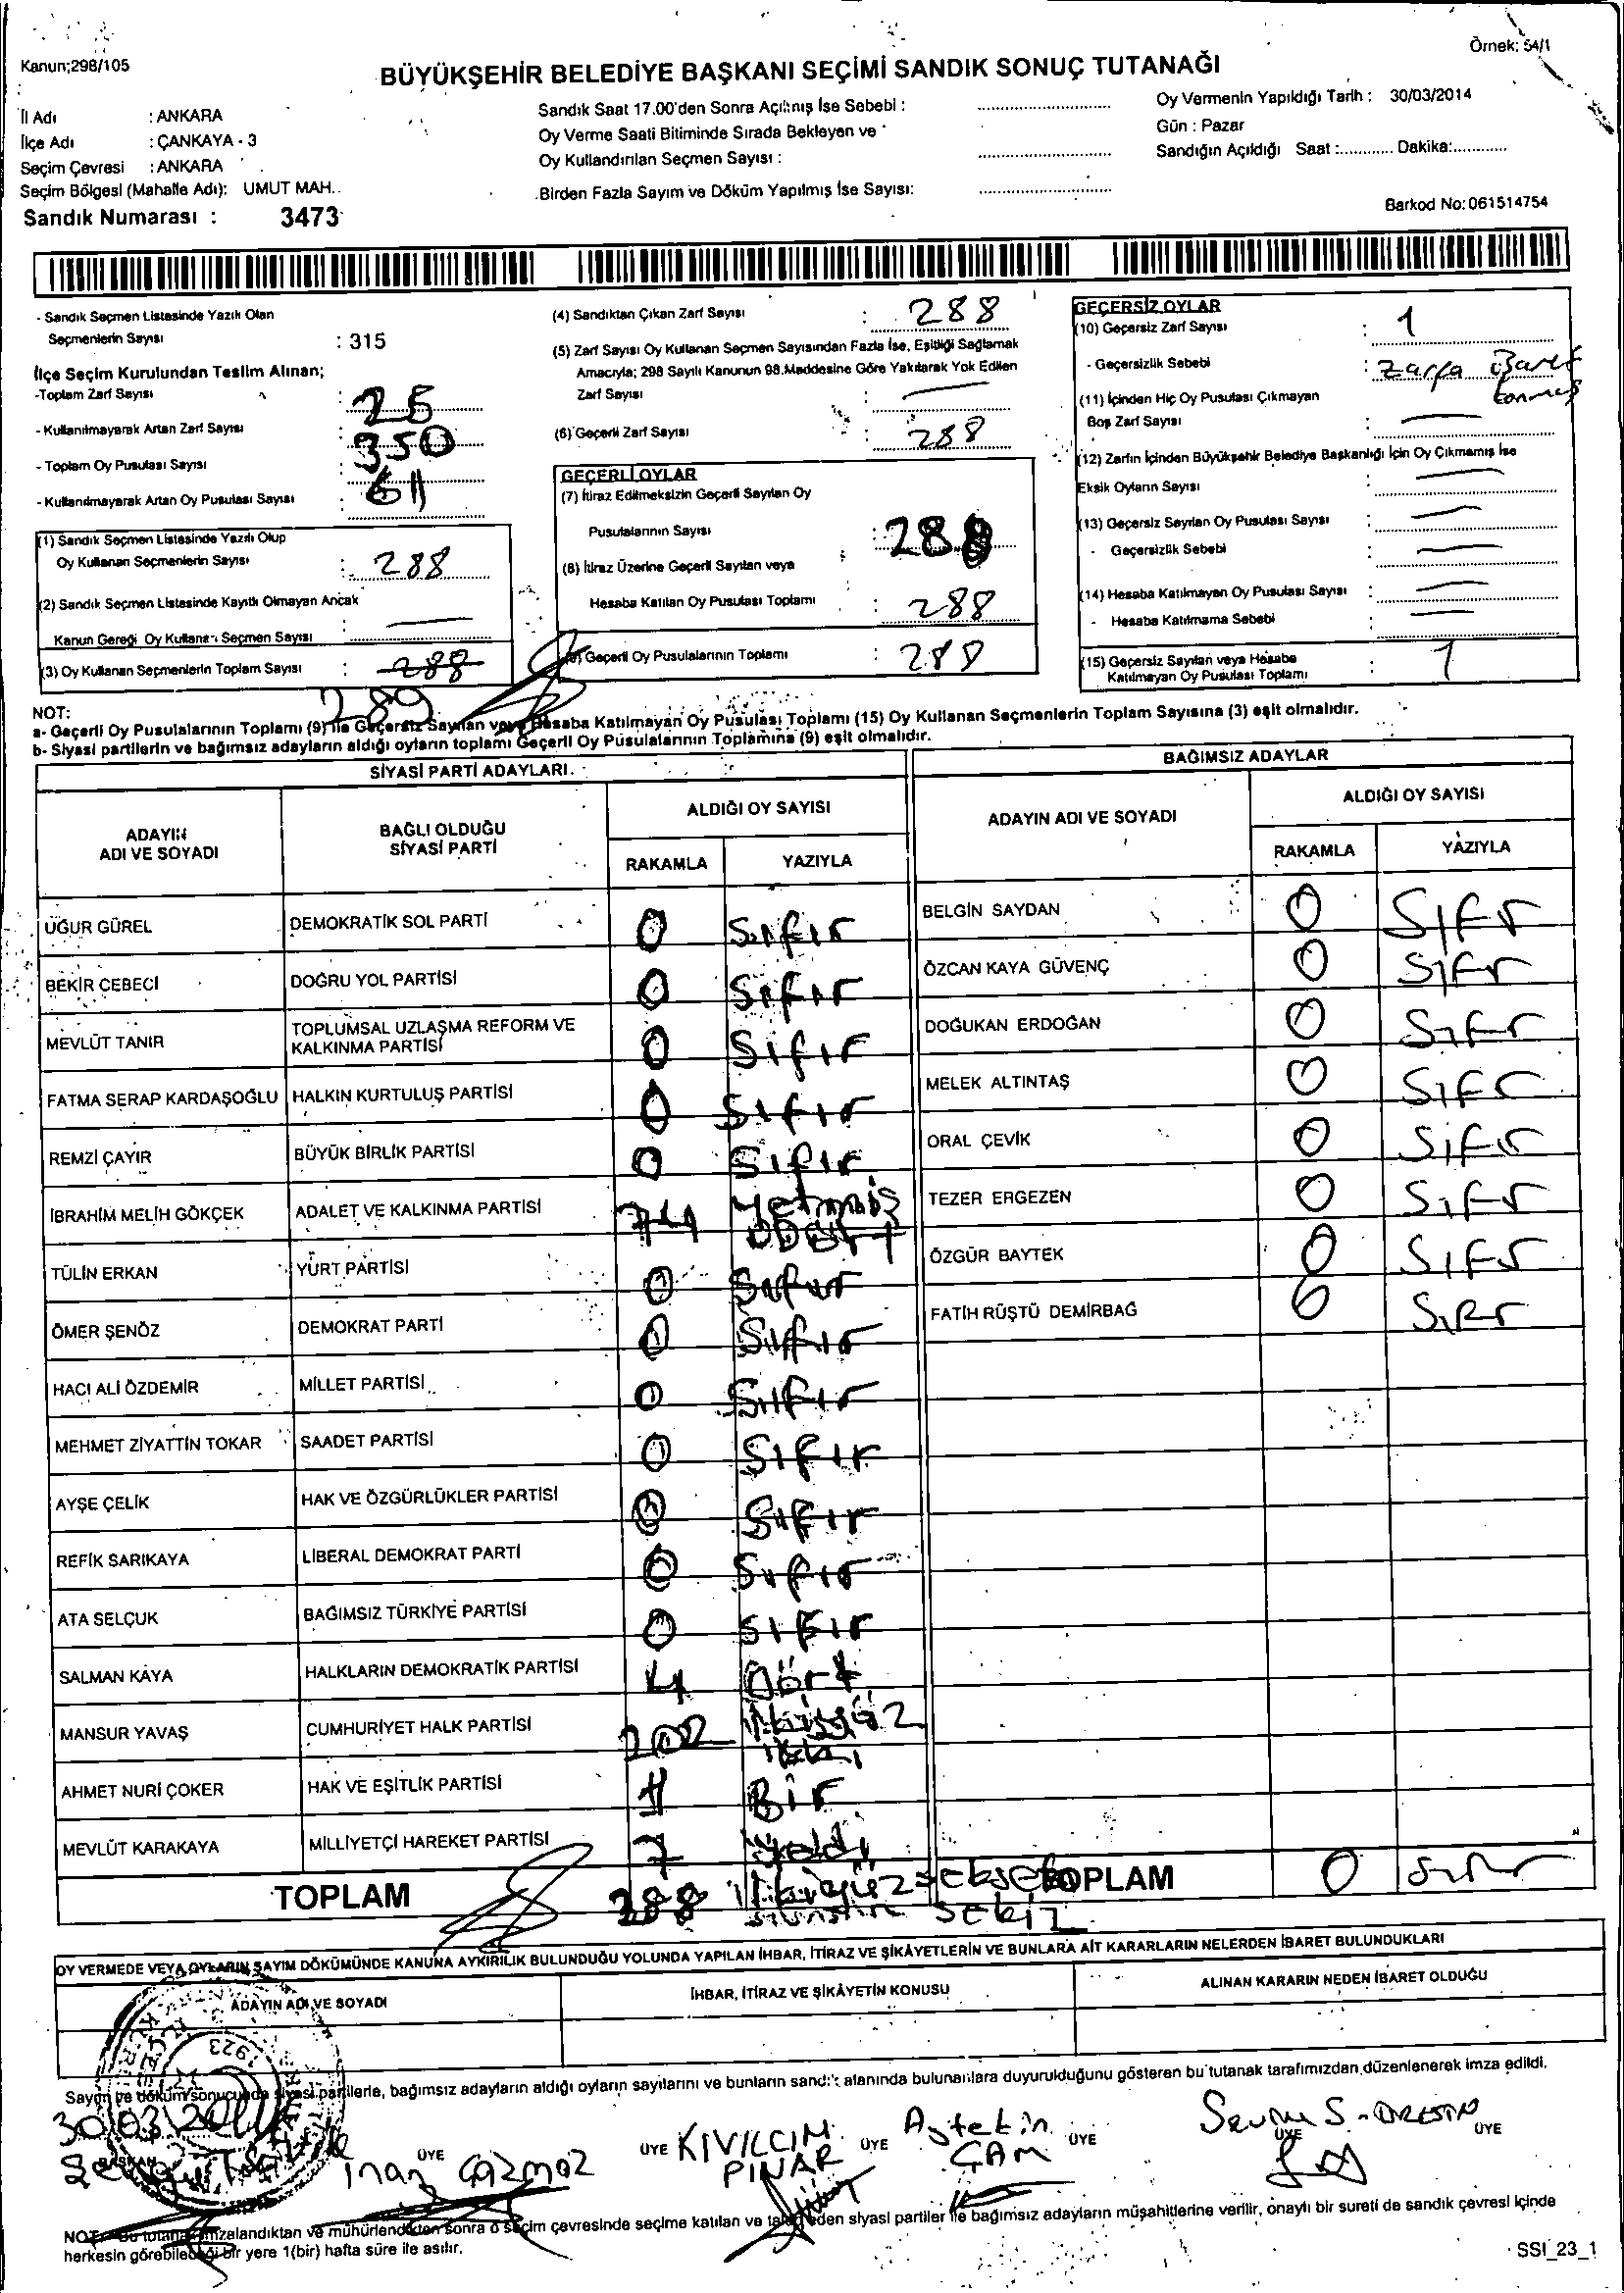 Örnek: 54/1
Kanun;298/105
BÜYÜKŞEHİR BELEDİYE BAŞKANI SEÇİMİ SANDIK SONUÇ TUTANAĞI
İl Adı : ANKARA
İlçe Adı : ÇANKAYA - 3
Seçim Çevresi : ANKARA
Seçim Bölgesi (Mahalle Adı): UMUT MAH.
Sandık Numarası : 3473
Sandık Saat 17.00'den Sonra Açılmış İse Sebebi :
Oy Verme Saati Bitiminde Sırada Bekleyen ve
Oy Kullandırılan Seçmen Sayısı :
Birden Fazla Sayım ve Döküm Yapılmış İse Sayısı:
Oy Vermenin Yapıldığı Tarih : 30/03/2014
Gün : Pazar
Sandığın Açıldığı Saat :............ Dakika:............
Barkod No: 061514754
- Sandık Seçmen Listesinde Yazılı Olan
Seçmenlerin Sayısı : 315
İlçe Seçim Kurulundan Teslim Alınan;
-Toplam Zarf Sayısı : 25
- Kullanılmayarak Artan Zarf Sayısı : 350
- Toplam Oy Pusulası Sayısı :
- Kullanılmayarak Artan Oy Pusulası Sayısı 61
(1) Sandık Seçmen Listesinde Yazılı Olup
Oy Kullanan Seçmenlerin Sayısı : 288
(2) Sandık Seçmen Listesinde Kayıtlı Olmayan Ancak
Kanun Gereği Oy Kullanan Seçmen Sayısı : —
(3) Oy Kullanan Seçmenlerin Toplam Sayısı : 288
289
(4) Sandıktan Çıkan Zarf Sayısı : 288
(5) Zarf Sayısı Oy Kullanan Seçmen Sayısından Fazla İse, Eşitliği Sağlamak
Amacıyla; 298 Sayılı Kanunun 98.Maddesine Göre Yakılarak Yok Edilen
Zarf Sayısı : —
(6) Geçerli Zarf Sayısı : 288
GEÇERLİ OYLAR
(7) İtiraz Edilmeksizin Geçerli Sayılan Oy
Pusulalarının Sayısı : 288
(8) İtiraz Üzerine Geçerli Sayılan veya
Hesaba Katılan Oy Pusulası Toplamı : 288
(9) Geçerli Oy Pusulalarının Toplamı : 288
GEÇERSİZ OYLAR
(10) Geçersiz Zarf Sayısı : 1
- Geçersizlik Sebebi : Zarfa işaret
konmuş
(11) İçinden Hiç Oy Pusulası Çıkmayan
Boş Zarf Sayısı : —
(12) Zarfın İçinden Büyükşehir Belediye Başkanlığı İçin Oy Çıkmamış İse
Eksik Oyların Sayısı : —
(13) Geçersiz Sayılan Oy Pusulası Sayısı : —
- Geçersizlik Sebebi : —
(14) Hesaba Katılmayan Oy Pusulası Sayısı : —
- Hesaba Katılmama Sebebi : —
(15) Geçersiz Sayılan veya Hesaba
Katılmayan Oy Pusulası Toplamı : 1
NOT:
a- Geçerli Oy Pusulalarının Toplamı (9) ile Geçersiz Sayılan veya Hesaba Katılmayan Oy Pusulası Toplamı (15) Oy Kullanan Seçmenlerin Toplam Sayısına (3) eşit olmalıdır.
b- Siyasi partilerin ve bağımsız adayların aldığı oyların toplamı Geçerli Oy Pusulalarının Toplamına (9) eşit olmalıdır.
SİYASİ PARTİ ADAYLARI
ADAYIN ADI VE SOYADI
BAĞLI OLDUĞU SİYASİ PARTİ
ALDIĞI OY SAYISI
RAKAMLA YAZIYLA
UĞUR GÜREL DEMOKRATİK SOL PARTİ 0 Sıfır
BEKİR CEBECİ DOĞRU YOL PARTİSİ 0 Sıfır
MEVLÜT TANIR TOPLUMSAL UZLAŞMA REFORM VE KALKINMA PARTİSİ 0 Sıfır
FATMA SERAP KARDAŞOĞLU HALKIN KURTULUŞ PARTİSİ 0 Sıfır
REMZİ ÇAYIR BÜYÜK BİRLİK PARTİSİ 0 Sıfır
İBRAHİM MELİH GÖKÇEK ADALET VE KALKINMA PARTİSİ 74 Yetmiş DÖRT
TÜLİN ERKAN YURT PARTİSİ 0 Sıfır
ÖMER ŞENÖZ DEMOKRAT PARTİ 0 Sıfır
HACI ALİ ÖZDEMİR MİLLET PARTİSİ 0 Sıfır
MEHMET ZİYATTİN TOKAR SAADET PARTİSİ 0 Sıfır
AYŞE ÇELİK HAK VE ÖZGÜRLÜKLER PARTİSİ 0 Sıfır
REFİK SARIKAYA LİBERAL DEMOKRAT PARTİ 0 Sıfır
ATA SELÇUK BAĞIMSIZ TÜRKİYE PARTİSİ 0 Sıfır
SALMAN KAYA HALKLARIN DEMOKRATİK PARTİSİ 4 Dört
MANSUR YAVAŞ CUMHURİYET HALK PARTİSİ 202 ikiyüz iki
AHMET NURİ ÇOKER HAK VE EŞİTLİK PARTİSİ 1 Bir
MEVLÜT KARAKAYA MİLLİYETÇİ HAREKET PARTİSİ 7 Yedi
TOPLAM 288 ikiyüzseksen
sekiz
BAĞIMSIZ ADAYLAR
ADAYIN ADI VE SOYADI
ALDIĞI OY SAYISI
RAKAMLA YAZIYLA
BELGİN SAYDAN 0 SIFIR
ÖZCAN KAYA GÜVENÇ 0 SIFIR
DOĞUKAN ERDOĞAN 0 SIFIR
MELEK ALTINTAŞ 0 SIFIR
ORAL ÇEVİK 0 SIFIR
TEZER ERGEZEN 0 SIFIR
ÖZGÜR BAYTEK 0 SIFIR
FATİH RÜŞTÜ DEMİRBAĞ 0 SIFIR
TOPLAM 0 SIFIR
OY VERMEDE VEYA OYLARIN SAYIM DÖKÜMÜNDE KANUNA AYKIRILIK BULUNDUĞU YOLUNDA YAPILAN İHBAR, İTİRAZ VE ŞİKÂYETLERİN VE BUNLARA AİT KARARLARIN NELERDEN İBARET BULUNDUKLARI
ADAYIN ADI VE SOYADI İHBAR, İTİRAZ VE ŞİKÂYETİN KONUSU ALINAN KARARIN NEDEN İBARET OLDUĞU
1923
Sayım ve döküm sonucunda siyasi partilerle, bağımsız adayların aldığı oyların sayılarını ve bunların sandık alanında bulunanlara duyurulduğunu gösteren bu tutanak tarafımızdan düzenlenerek imza edildi.
30.03.2014
BAŞKAN
ÜYE
inan
ÜYE KIVILCIM PINAR
ÜYE Aytekin ÇAM
ÜYE
ÜYE
ÜYE
NOT: Bu tutanak imzalandıktan ve mühürlendikten sonra o seçim çevresinde seçime katılan ve talep eden siyasi partiler ile bağımsız adayların müşahitlerine verilir, onaylı bir sureti de sandık çevresi içinde
herkesin görebileceği bir yere 1(bir) hafta süre ile asılır.
SSI_23_1